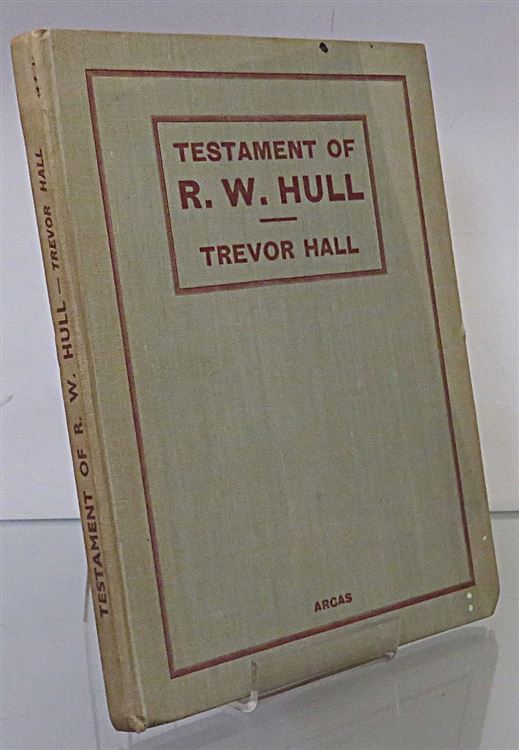 TESTAMENT OF
R. W. HULL
TREVOR HALL
ARCAS
TESTAMENT OF R. W. HULL — TREVOR HALL